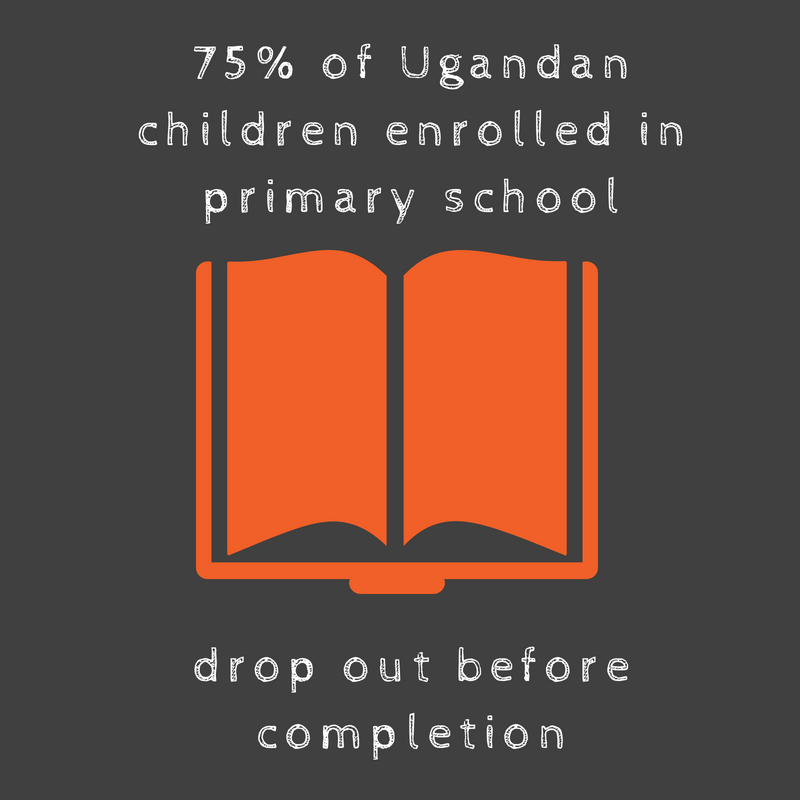 75% of Ugandan
children enrolled in
primary school
drop out before
completion